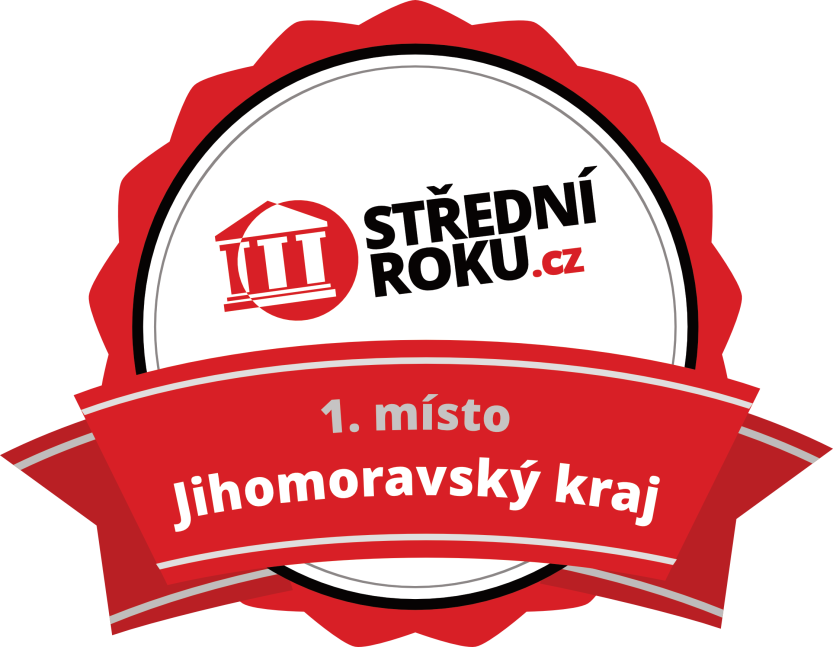 STŘEDNÍ
ROKU.cz
1. místo
Jihomoravský kraj